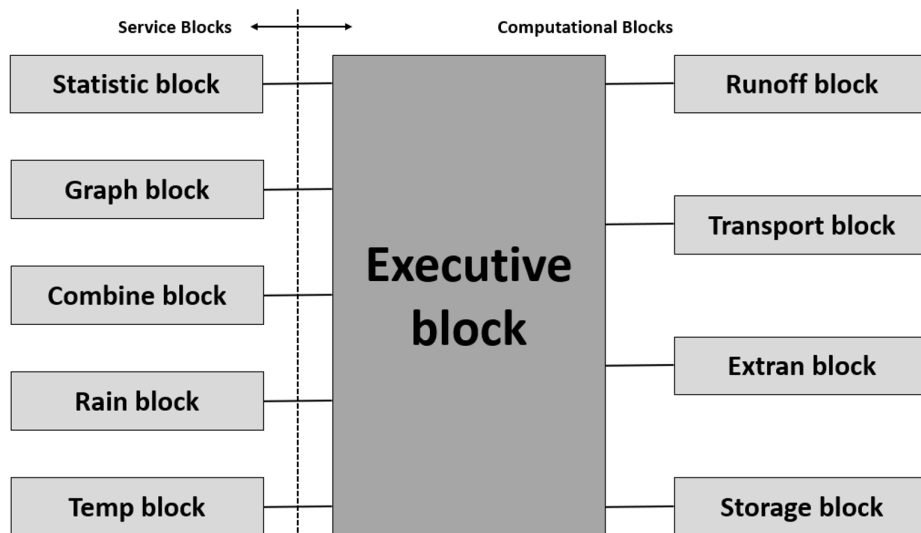 Service Blocks
Computational Blocks
Statistic block
Graph block
Combine block
Rain block
Temp block
Executive
block
Runoff block
Transport block
Extran block
Storage block